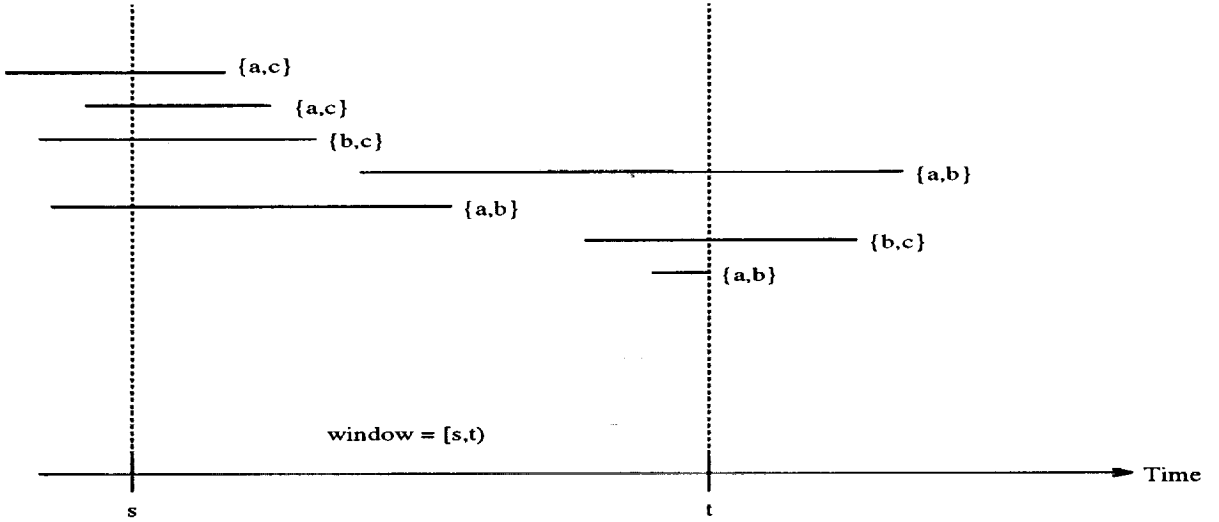 {a,c}
{a,c}
{b,c}
{a,b}
{a,b}
{b,c}
{a,b}
window = [s,t)
Time
s
t